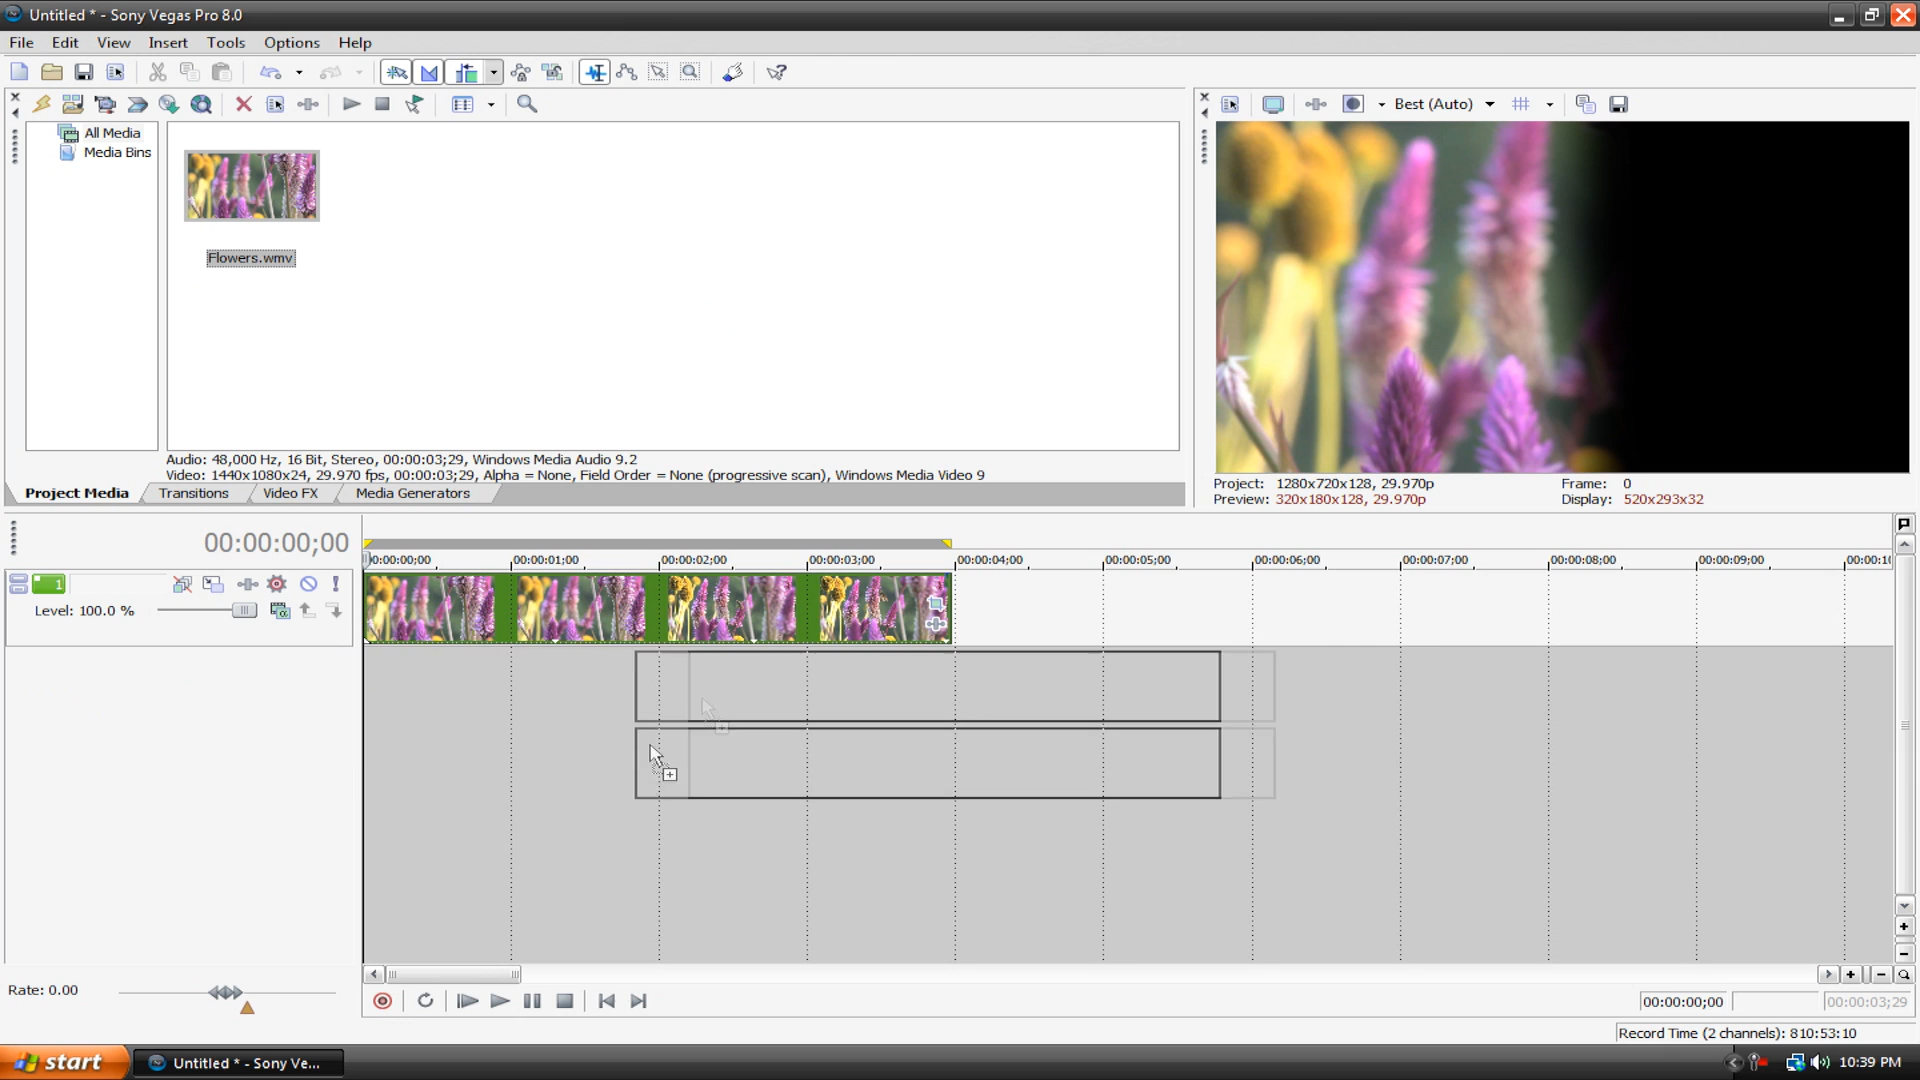 Untitled * - Sony Vegas Pro 8.0
File Edit View Insert Tools Options Help
Best (Auto)
All Media
Media Bins
Flowers.wmv
Audio: 48,000 Hz, 16 Bit, Stereo, 00:00:03;29, Windows Media Audio 9.2
Video: 1440x1080x24, 29.970 fps, 00:00:03;29, Alpha = None, Field Order = None (progressive scan), Windows Media Video 9
Project Media Transitions Video FX Media Generators
Project: 1280x720x128, 29.970p Frame: 0
Preview: 320x180x128, 29.970p Display: 520x293x32
00:00:00;00
00:00:01;00 00:00:02;00 00:00:03;00 00:00:04;00 00:00:05;00 00:00:06;00 00:00:07;00 00:00:08;00 00:00:09;00
1
Level: 100.0 %
Rate: 0.00
00:00:00;00 00:00:03;29
Record Time (2 channels): 810:53:10
start Untitled * - Sony Ve... 10:39 PM